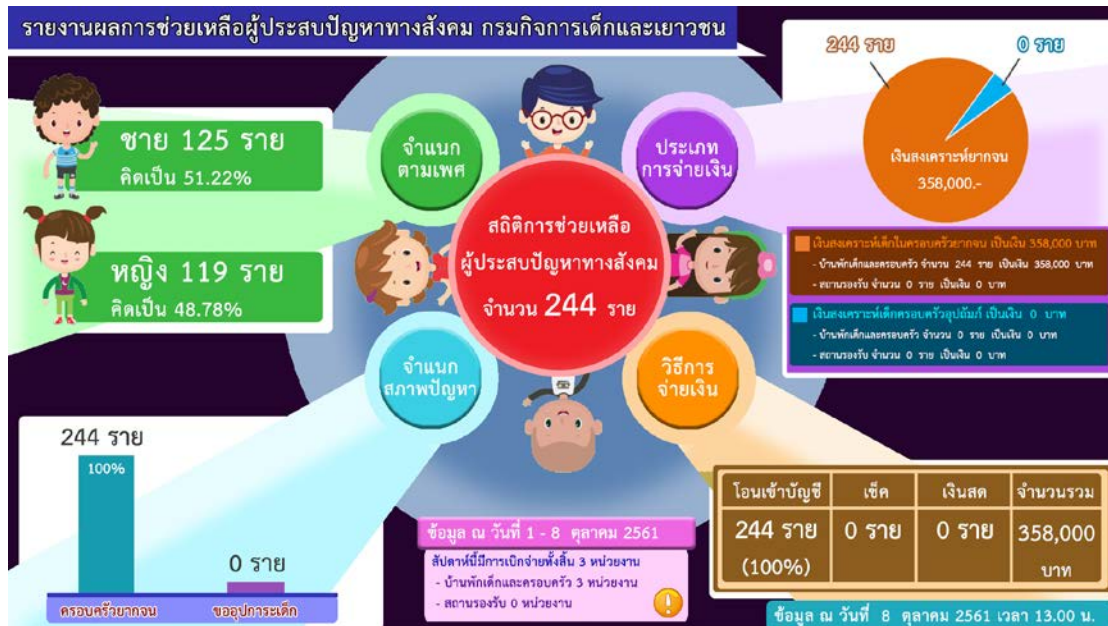 รายงานผลการช่วยเหลือผู้ประสบปัญหาทางสังคม กรมกิจการเด็กและเยาวชน
ชาย 125 ราย
คิดเป็น 51.22%
หญิง 119 ราย
คิดเป็น 48.78%
จำแนก
ตามเพศ
ประเภท
การจ่ายเงิน
สถิติการช่วยเหลือ
ผู้ประสบปัญหาทางสังคม
จำนวน 244 ราย
จำแนก
สภาพปัญหา
วิธีการ
จ่ายเงิน
244 ราย
0 ราย
เงินสงเคราะห์ยากจน
358,000.-
เงินสงเคราะห์เด็กในครอบครัวยากจน เป็นเงิน 358,000 บาท
- บ้านพักเด็กและครอบครัว จำนวน 244 ราย เป็นเงิน 358,000 บาท
- สถานรองรับ จำนวน 0 ราย เป็นเงิน 0 บาท
เงินสงเคราะห์เด็กครอบครัวอุปถัมภ์ เป็นเงิน 0 บาท
- บ้านพักเด็กและครอบครัว จำนวน 0 ราย เป็นเงิน 0 บาท
- สถานรองรับ จำนวน 0 ราย เป็นเงิน 0 บาท
244 ราย
100%
0 ราย
ครอบครัวยากจน
ขออุปการะเด็ก
ข้อมูล ณ วันที่ 1 - 8 ตุลาคม 2561
สัปดาห์นี้มีการเบิกจ่ายทั้งสิ้น 3 หน่วยงาน
- บ้านพักเด็กและครอบครัว 3 หน่วยงาน
- สถานรองรับ 0 หน่วยงาน
โอนเข้าบัญชี เช็ค เงินสด จำนวนรวม
244 ราย 0 ราย 0 ราย 358,000
(100%) บาท
ข้อมูล ณ วันที่ 8 ตุลาคม 2561 เวลา 13.00 น.